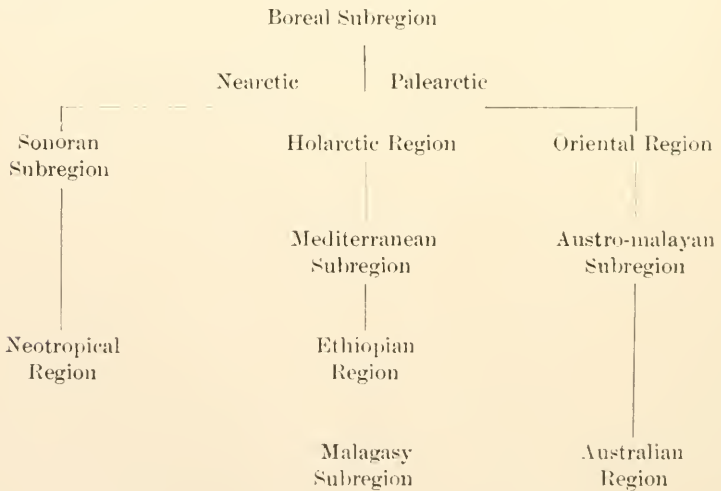 Boreal Subregion
Nearctic Palearctic
Sonoran Subregion
Holarctic Region
Oriental Region
Mediterranean Subregion
Austro-malayan Subregion
Neotropical Region
Ethiopian Region
Malagasy Subregion
Australian Region